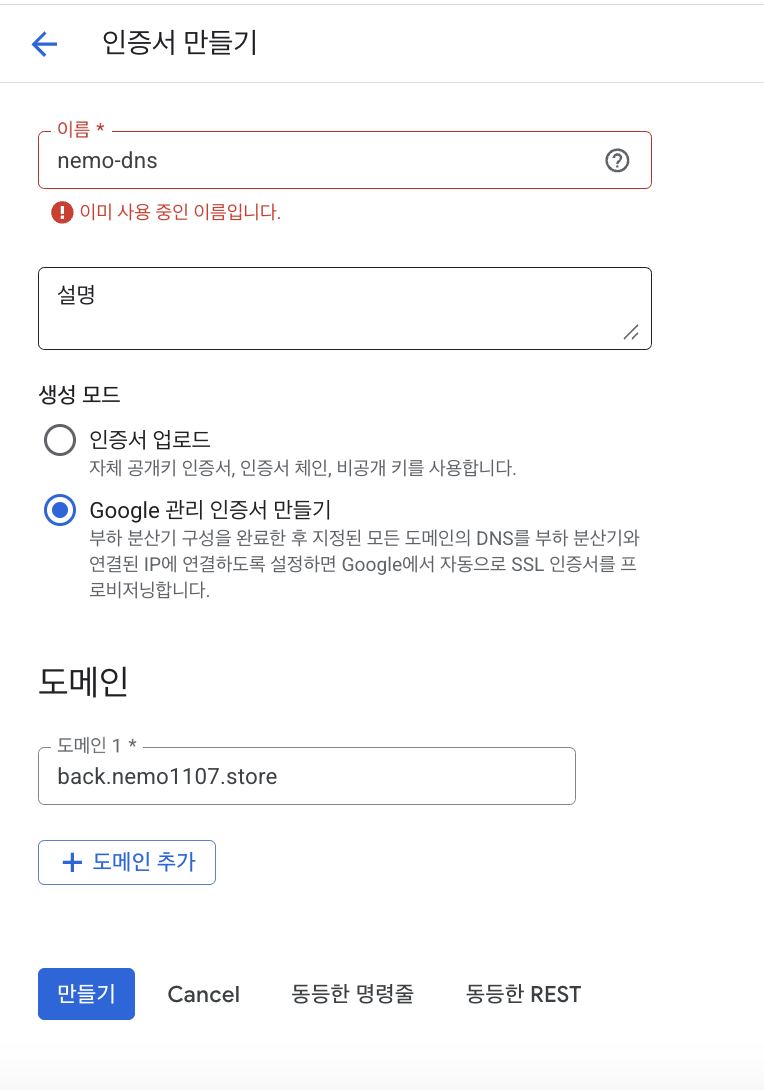 인증서 만들기
이름 *
nemo-dns
이미 사용 중인 이름입니다.
설명
생성 모드
인증서 업로드
자체 공개키 인증서, 인증서 체인, 비공개 키를 사용합니다.
Google 관리 인증서 만들기
부하 분산기 구성을 완료한 후 지정된 모든 도메인의 DNS를 부하 분산기와
연결된 IP에 연결하도록 설정하면 Google에서 자동으로 SSL 인증서를 프
로비저닝합니다.
도메인
도메인 1 *
back.nemo1107.store
+ 도메인 추가
만들기 Cancel 동등한 명령줄 동등한 REST